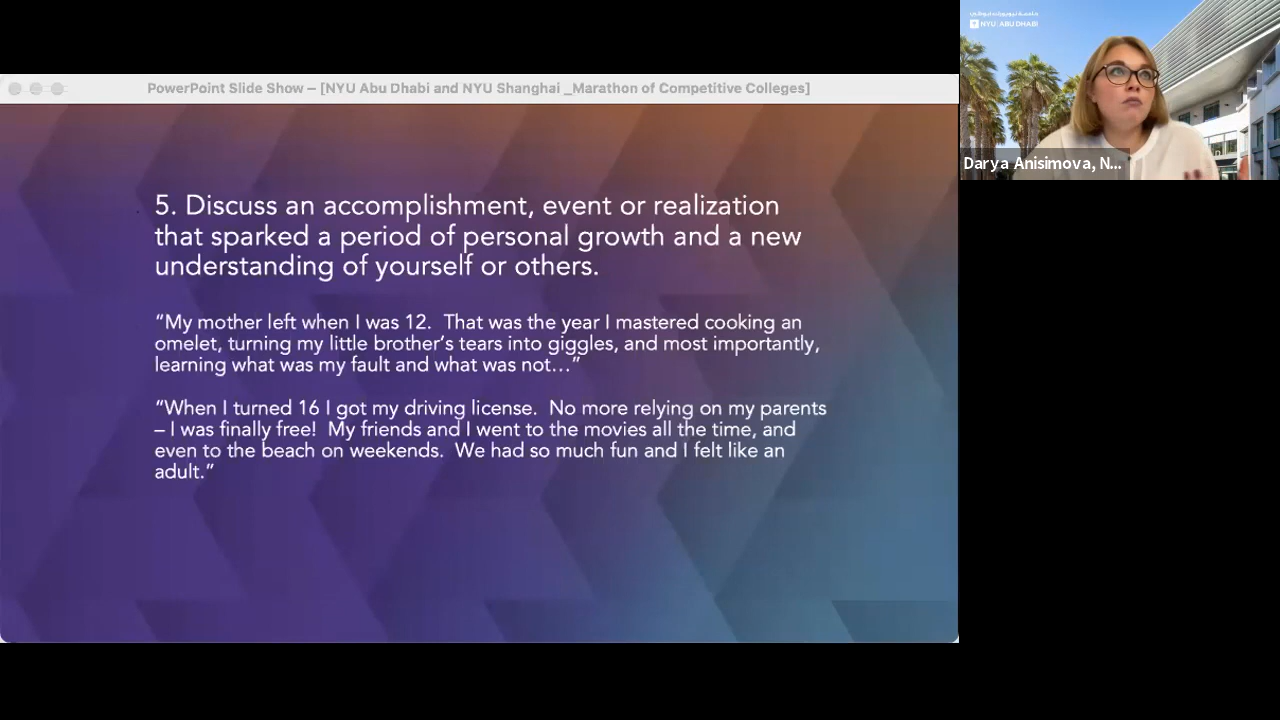 PowerPoint Slide Show – [NYU Abu Dhabi and NYU Shanghai _Marathon of Competitive Colleges]
NYU ABU DHABI
Darya Anisimova, N...
5. Discuss an accomplishment, event or realization
that sparked a period of personal growth and a new
understanding of yourself or others.
“My mother left when I was 12.  That was the year I mastered cooking an
omelet, turning my little brother’s tears into giggles, and most importantly,
learning what was my fault and what was not…”
“When I turned 16 I got my driving license.  No more relying on my parents
– I was finally free!  My friends and I went to the movies all the time, and
even to the beach on weekends.  We had so much fun and I felt like an
adult.”